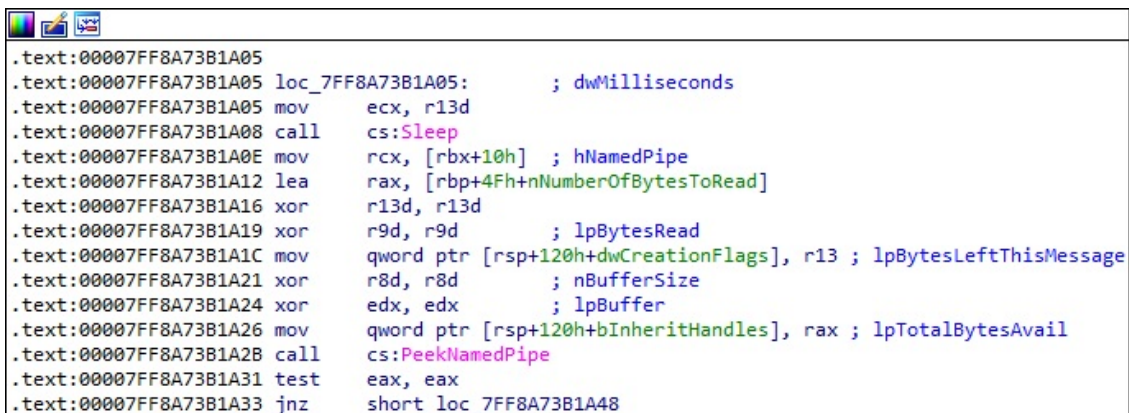 .text:00007FF8A73B1A05
.text:00007FF8A73B1A05 loc_7FF8A73B1A05: ; dwMilliseconds
.text:00007FF8A73B1A05 mov ecx, r13d
.text:00007FF8A73B1A08 call cs:Sleep
.text:00007FF8A73B1A0E mov rcx, [rbx+10h] ; hNamedPipe
.text:00007FF8A73B1A12 lea rax, [rbp+4Fh+nNumberOfBytesToRead]
.text:00007FF8A73B1A16 xor r13d, r13d
.text:00007FF8A73B1A19 xor r9d, r9d ; lpBytesRead
.text:00007FF8A73B1A1C mov qword ptr [rsp+120h+dwCreationFlags], r13 ; lpBytesLeftThisMessage
.text:00007FF8A73B1A21 xor r8d, r8d ; nBufferSize
.text:00007FF8A73B1A24 xor edx, edx ; lpBuffer
.text:00007FF8A73B1A26 mov qword ptr [rsp+120h+bInheritHandles], rax ; lpTotalBytesAvail
.text:00007FF8A73B1A2B call cs:PeekNamedPipe
.text:00007FF8A73B1A31 test eax, eax
.text:00007FF8A73B1A33 jnz short loc_7FF8A73B1A48